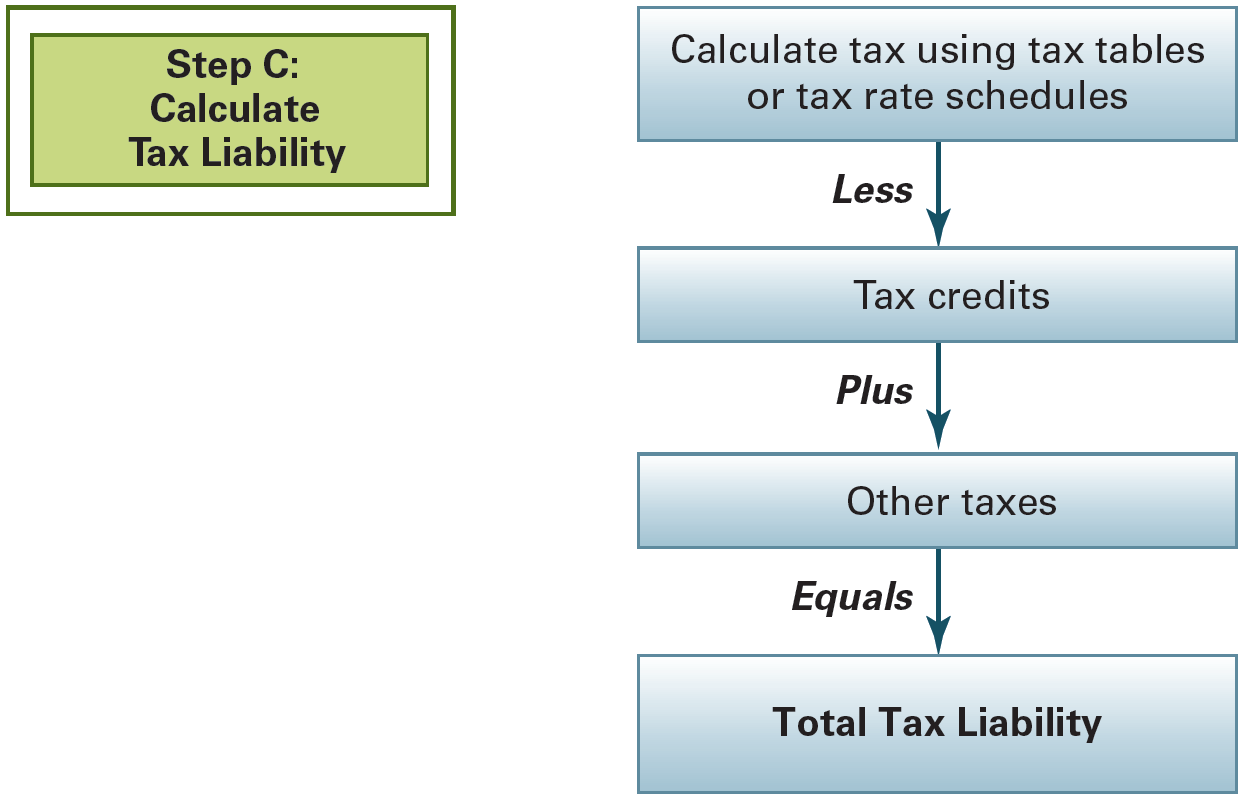 Step C:
Calculate
Tax Liability
Calculate tax using tax tables
or tax rate schedules
Less
Tax credits
Plus
Other taxes
Equals
Total Tax Liability